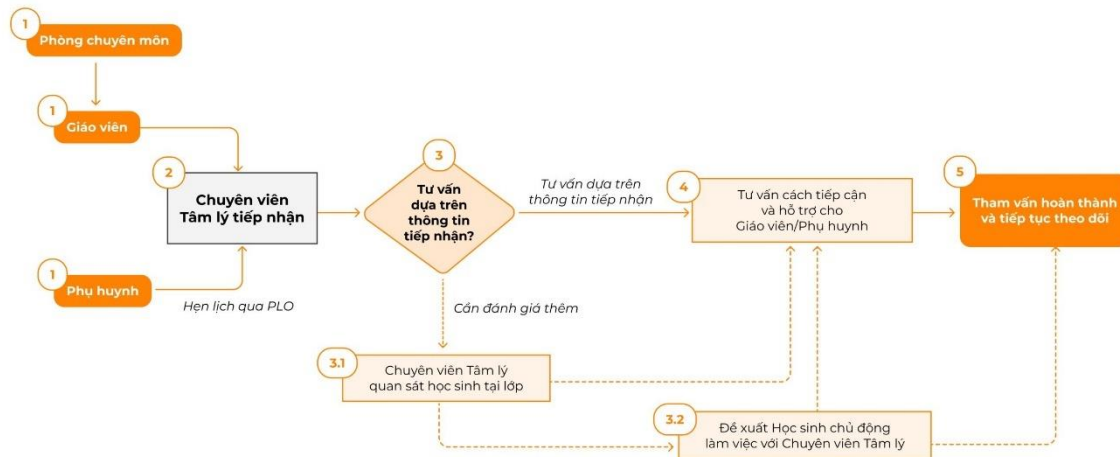 1
Phòng chuyên môn
1
Giáo viên
2
Chuyên viên
Tâm lý tiếp nhận
1
Phụ huynh
Hẹn lịch qua PLO
3
Tư vấn
dựa trên
thông tin
tiếp nhận?
Tư vấn dựa trên
thông tin tiếp nhận
Cần đánh giá thêm
3.1
Chuyên viên Tâm lý
quan sát học sinh tại lớp
3.2
Đề xuất Học sinh chủ động
làm việc với Chuyên viên Tâm lý
4
Tư vấn cách tiếp cận
và hỗ trợ cho
Giáo viên/Phụ huynh
5
Tham vấn hoàn thành
và tiếp tục theo dõi